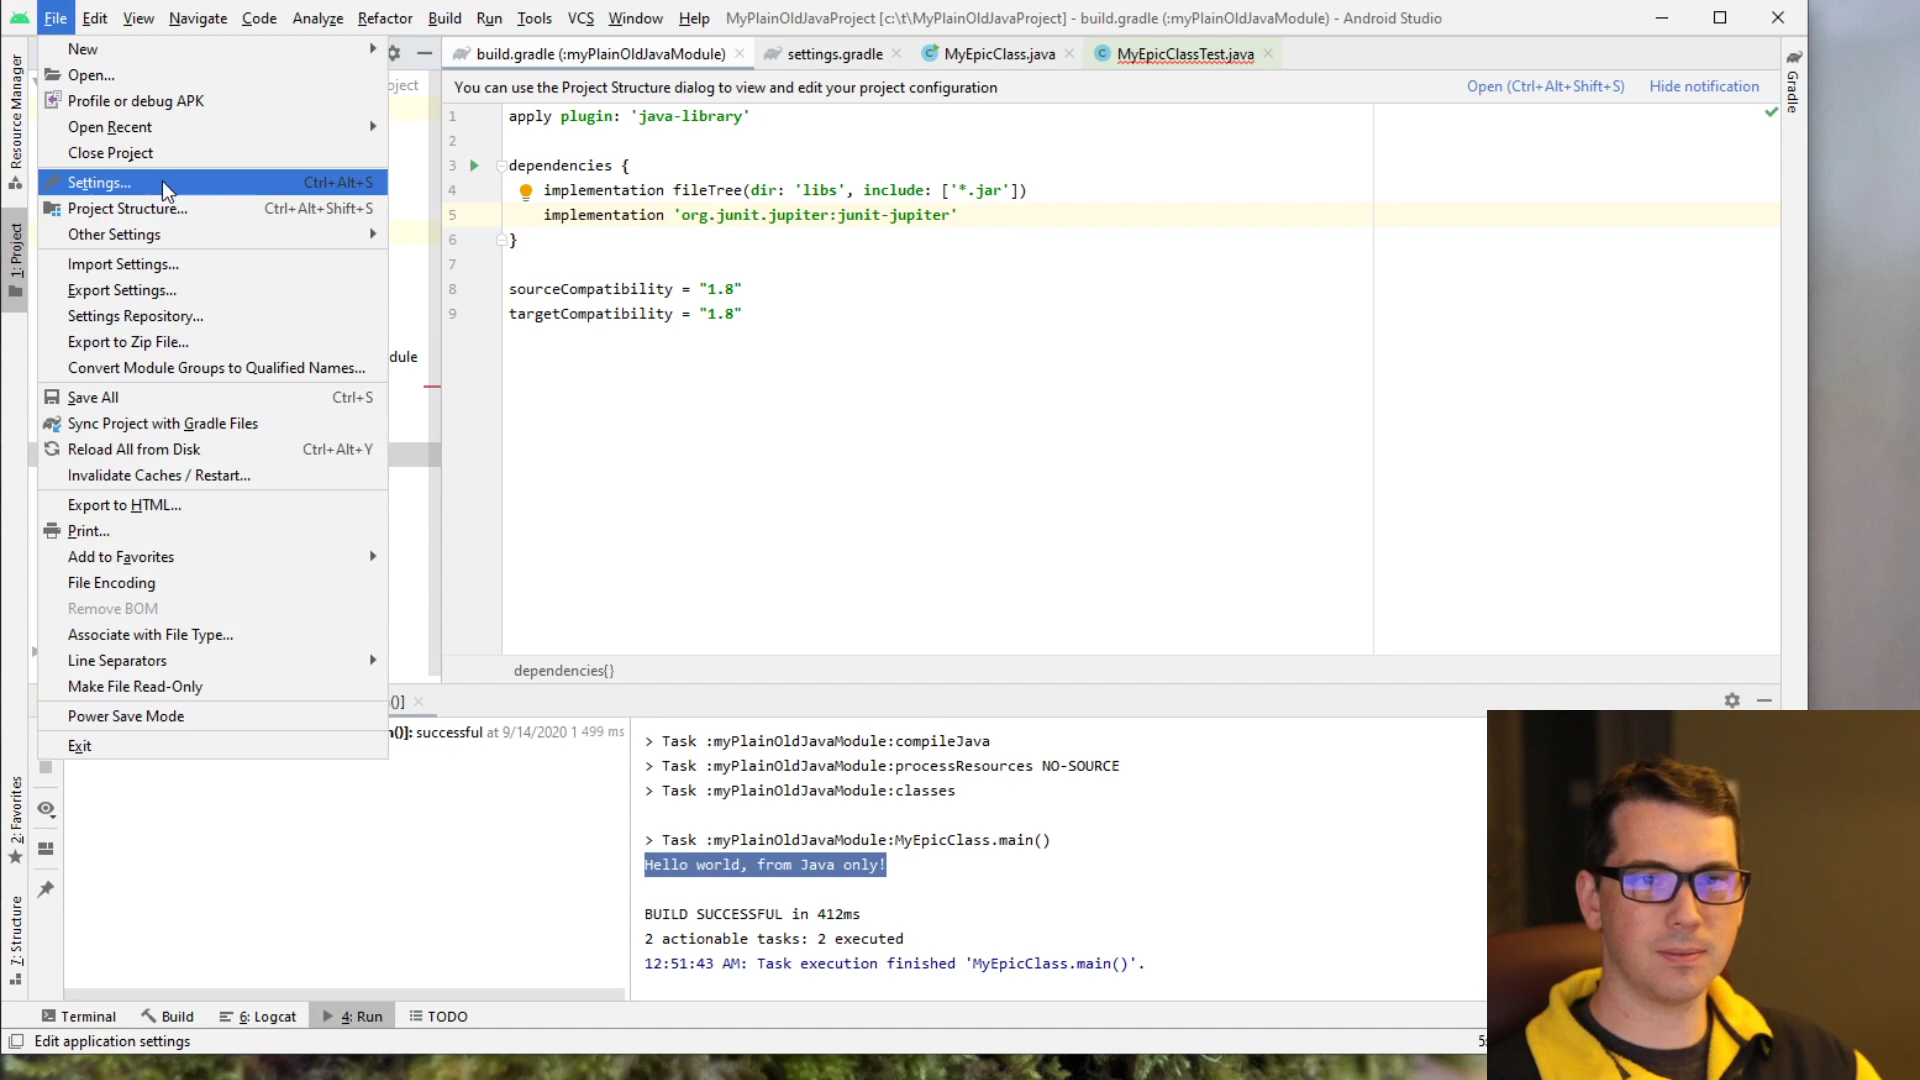 File Edit View Navigate Code Analyze Refactor Build Run Tools VCS Window Help MyPlainOldJavaProject [c:\t\MyPlainOldJavaProject] - build.gradle (:myPlainOldJavaModule) - Android Studio
New
Open...
Profile or debug APK
Open Recent
Close Project
Settings... Ctrl+Alt+S
Project Structure... Ctrl+Alt+Shift+S
Other Settings
Import Settings...
Export Settings...
Settings Repository...
Export to Zip File...
Convert Module Groups to Qualified Names...
Save All Ctrl+S
Sync Project with Gradle Files
Reload All from Disk Ctrl+Alt+Y
Invalidate Caches / Restart...
Export to HTML...
Print...
Add to Favorites
File Encoding
Remove BOM
Associate with File Type...
Line Separators
Make File Read-Only
Power Save Mode
Exit
Resource Manager
1: Project
2: Favorites
7: Structure
oject
dule
build.gradle (:myPlainOldJavaModule) settings.gradle MyEpicClass.java MyEpicClassTest.java
You can use the Project Structure dialog to view and edit your project configuration Open (Ctrl+Alt+Shift+S) Hide notification
Gradle
1 apply plugin: 'java-library'
2
3 dependencies {
4 implementation fileTree(dir: 'libs', include: ['*.jar'])
5 implementation 'org.junit.jupiter:junit-jupiter'
6 }
7
8 sourceCompatibility = "1.8"
9 targetCompatibility = "1.8"
dependencies{}
()]
n()]: successful at 9/14/2020 1 499 ms
> Task :myPlainOldJavaModule:compileJava
> Task :myPlainOldJavaModule:processResources NO-SOURCE
> Task :myPlainOldJavaModule:classes
> Task :myPlainOldJavaModule:MyEpicClass.main()
Hello world, from Java only!
BUILD SUCCESSFUL in 412ms
2 actionable tasks: 2 executed
12:51:43 AM: Task execution finished 'MyEpicClass.main()'.
Terminal Build 6: Logcat 4: Run TODO
Edit application settings